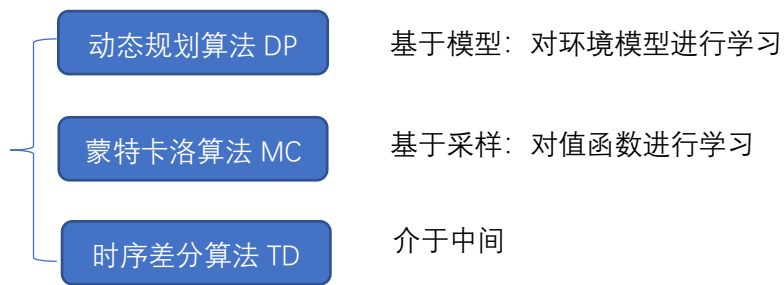 动态规划算法 DP
基于模型：对环境模型进行学习
蒙特卡洛算法 MC
基于采样：对值函数进行学习
时序差分算法 TD
介于中间